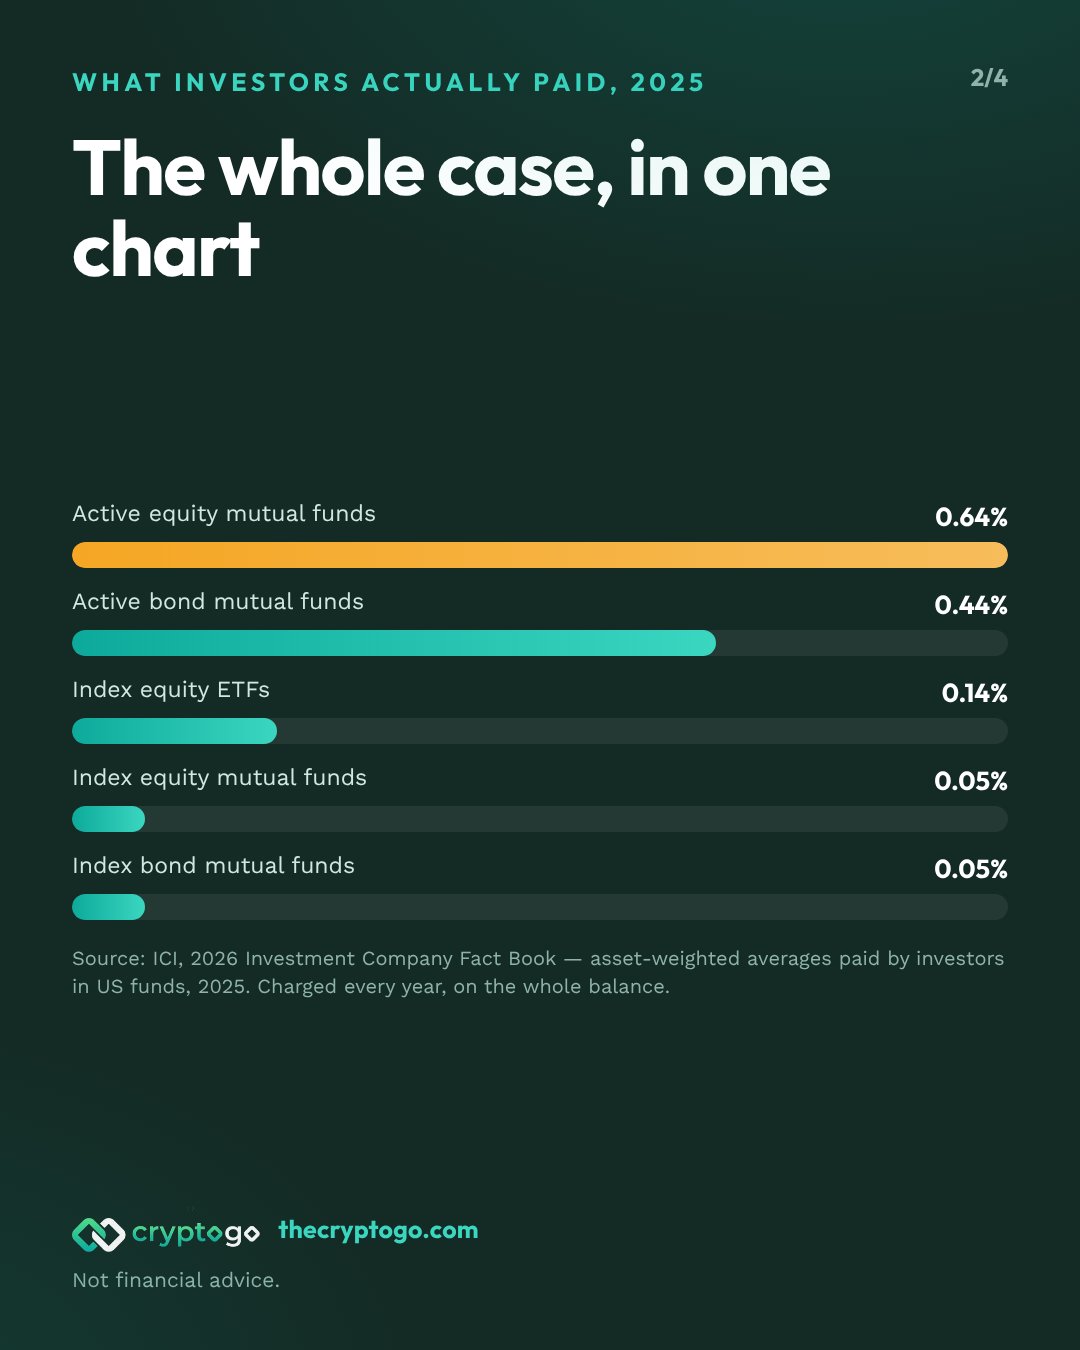 WHAT INVESTORS ACTUALLY PAID, 2025
2/4
The whole case, in one
chart
Active equity mutual funds
0.64%
Active bond mutual funds
0.44%
Index equity ETFs
0.14%
Index equity mutual funds
0.05%
Index bond mutual funds
0.05%
Source: ICI, 2026 Investment Company Fact Book — asset-weighted averages paid by investors
in US funds, 2025. Charged every year, on the whole balance.
cryptogo thecryptogo.com
Not financial advice.